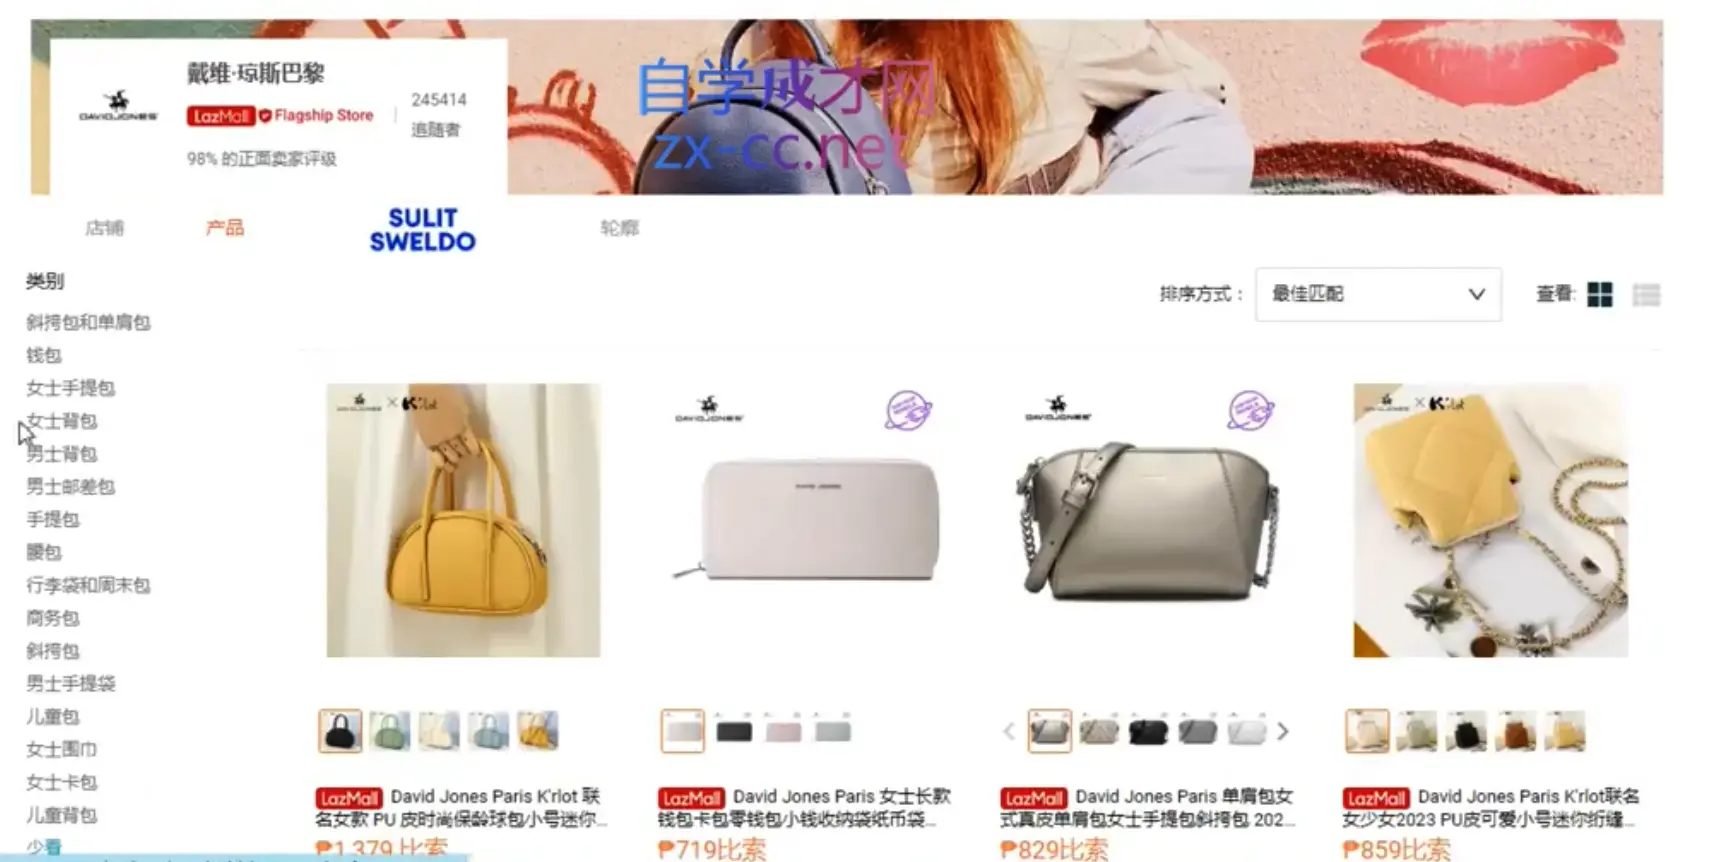 戴维·琼斯巴黎
DAVIDJONES
LazMall Flagship Store
245414
追随者
98% 的正面卖家评级
自学成才网
zx-cc.net
店铺
产品
SULIT
SWELDO
轮廓
类别
排序方式：
最佳匹配
查看:
斜挎包和单肩包
钱包
女士手提包
女士背包
男士背包
男士邮差包
手提包
腰包
行李袋和周末包
商务包
斜挎包
男士手提袋
儿童包
女士围巾
女士卡包
儿童背包
少看
DAVIDJONES × K'rlot
DAVIDJONES
DAVID JONES
DAVIDJONES
DAVIDJONES × K'rlot
LazMall David Jones Paris K'rlot 联
名女款 PU 皮时尚保龄球包小号迷你...
₱1,379 比索
LazMall David Jones Paris 女士长款
钱包卡包零钱包小钱收纳袋纸币袋...
₱719比索
LazMall David Jones Paris 单肩包女
式真皮单肩包女士手提包斜挎包 202...
₱829比索
LazMall David Jones Paris K'rlot联名
女少女2023 PU皮可爱小号迷你绗缝...
₱859比索